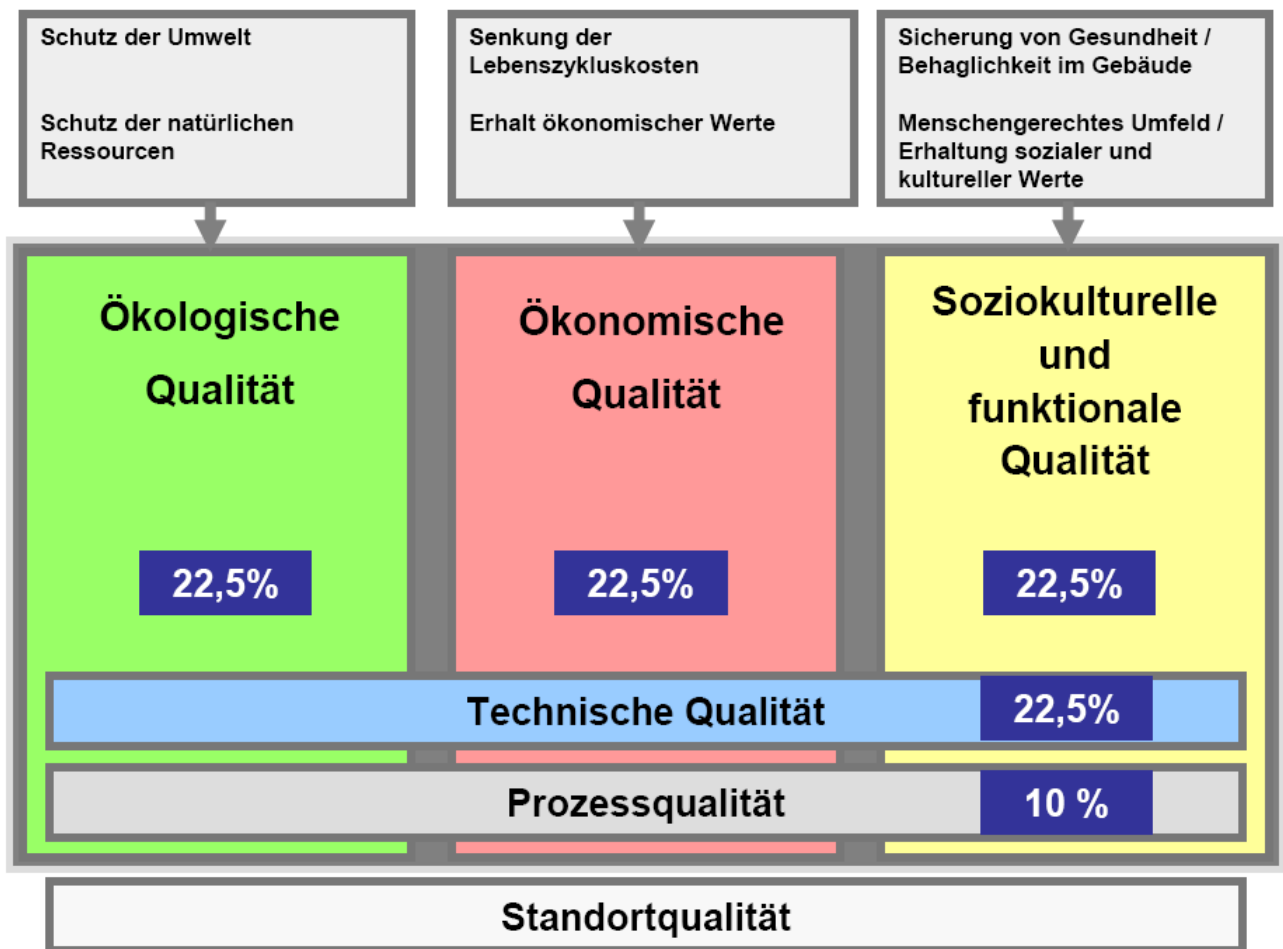 Schutz der Umwelt
Schutz der natürlichen
Ressourcen
Senkung der
Lebenszykluskosten
Erhalt ökonomischer Werte
Sicherung von Gesundheit /
Behaglichkeit im Gebäude
Menschengerechtes Umfeld /
Erhaltung sozialer und
kultureller Werte
Ökologische
Qualität
22,5%
Ökonomische
Qualität
22,5%
Soziokulturelle
und
funktionale
Qualität
22,5%
Technische Qualität
22,5%
Prozessqualität
10 %
Standortqualität